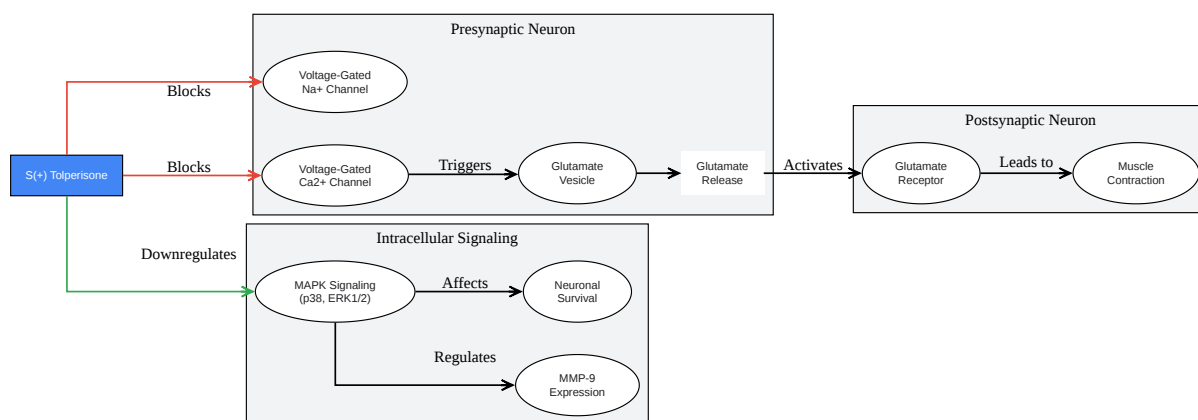 Presynaptic Neuron
Voltage-Gated
Na+ Channel
Blocks
Postsynaptic Neuron
S(+) Tolperisone
Blocks
Voltage-Gated
Ca2+ Channel
Triggers
Glutamate
Vesicle
Glutamate
Release
Activates
Glutamate
Receptor
Leads to
Muscle
Contraction
Intracellular Signaling
Downregulates
MAPK Signaling
(p38, ERK1/2)
Affects
Neuronal
Survival
Regulates
MMP-9
Expression